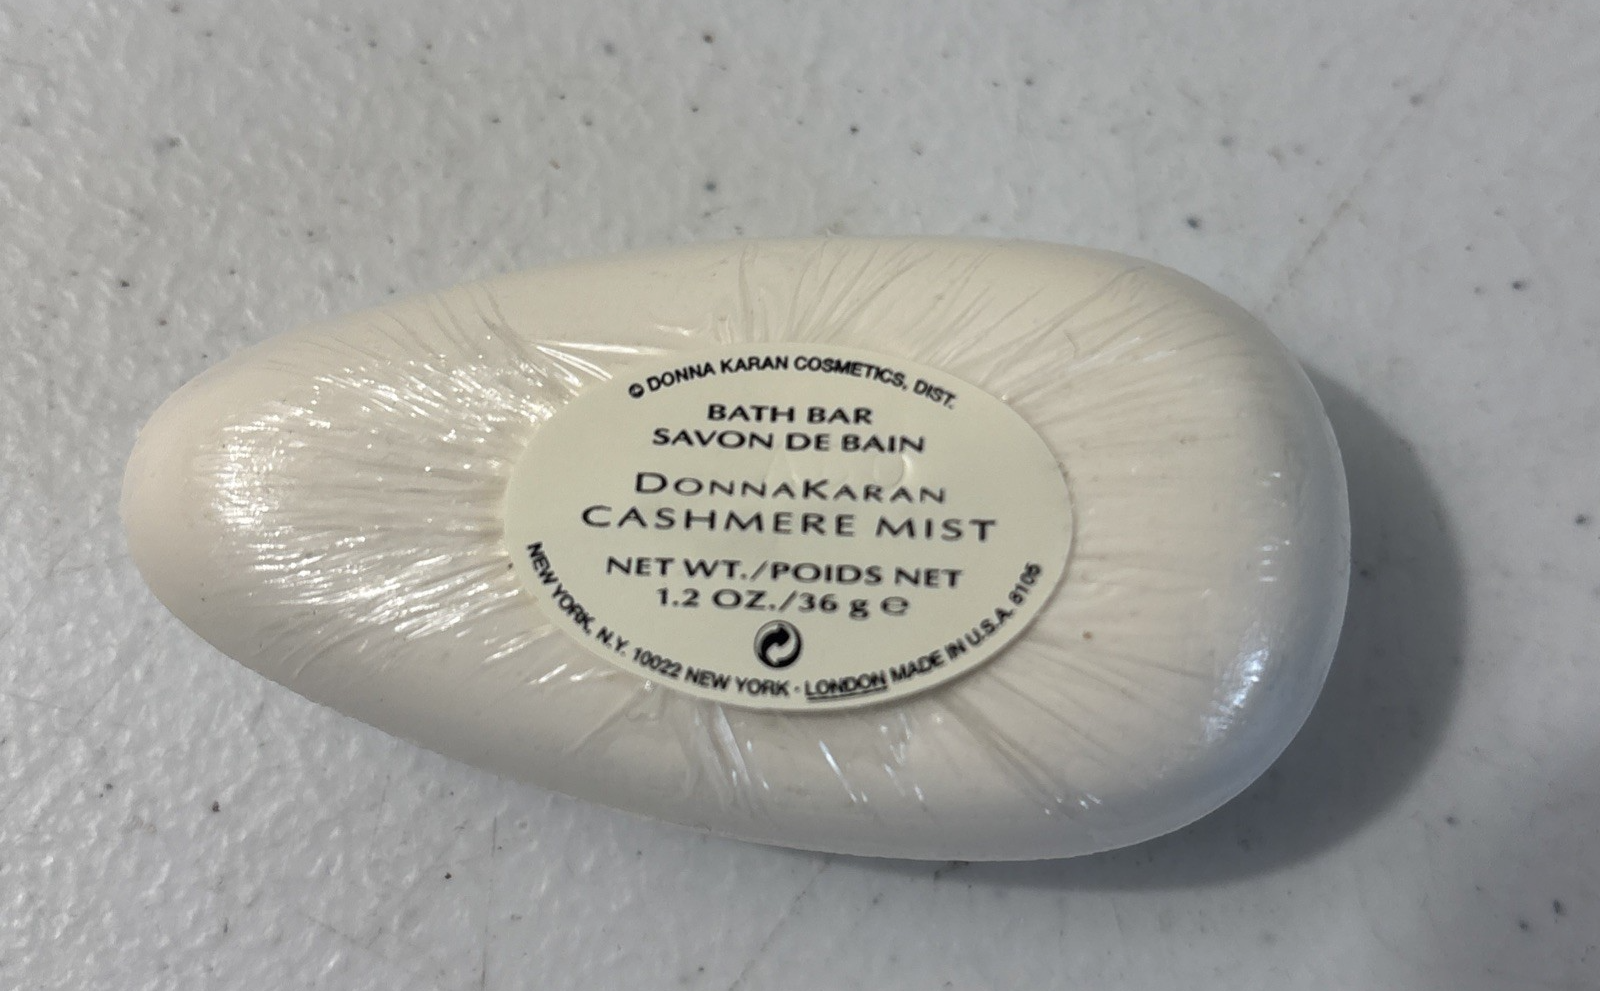 © DONNA KARAN COSMETICS, DIST.
BATH BAR
SAVON DE BAIN
DONNAKARAN
CASHMERE MIST
NET WT./POIDS NET
1.2 OZ./36 g ℮
NEW YORK, N.Y. 10022 NEW YORK · LONDON MADE IN U.S.A. 8105